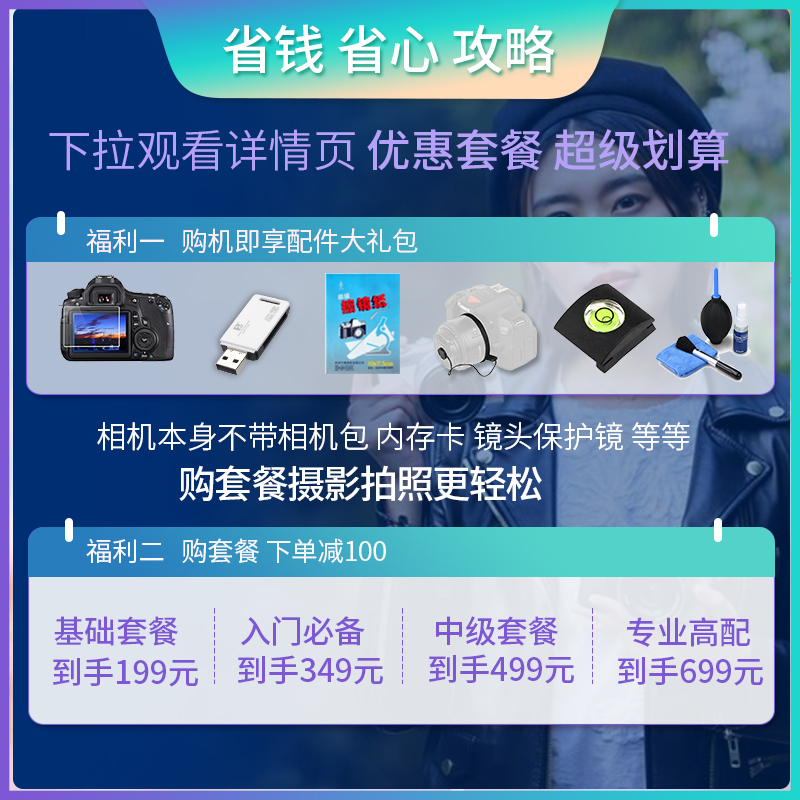 省钱 省心 攻略
下拉观看详情页 优惠套餐 超级划算
福利一 购机即享配件大礼包
擦镜纸
相机本身不带相机包 内存卡 镜头保护镜 等等
购套餐摄影拍照更轻松
福利二 购套餐 下单减100
基础套餐 入门必备 中级套餐 专业高配
到手199元 到手349元 到手499元 到手699元